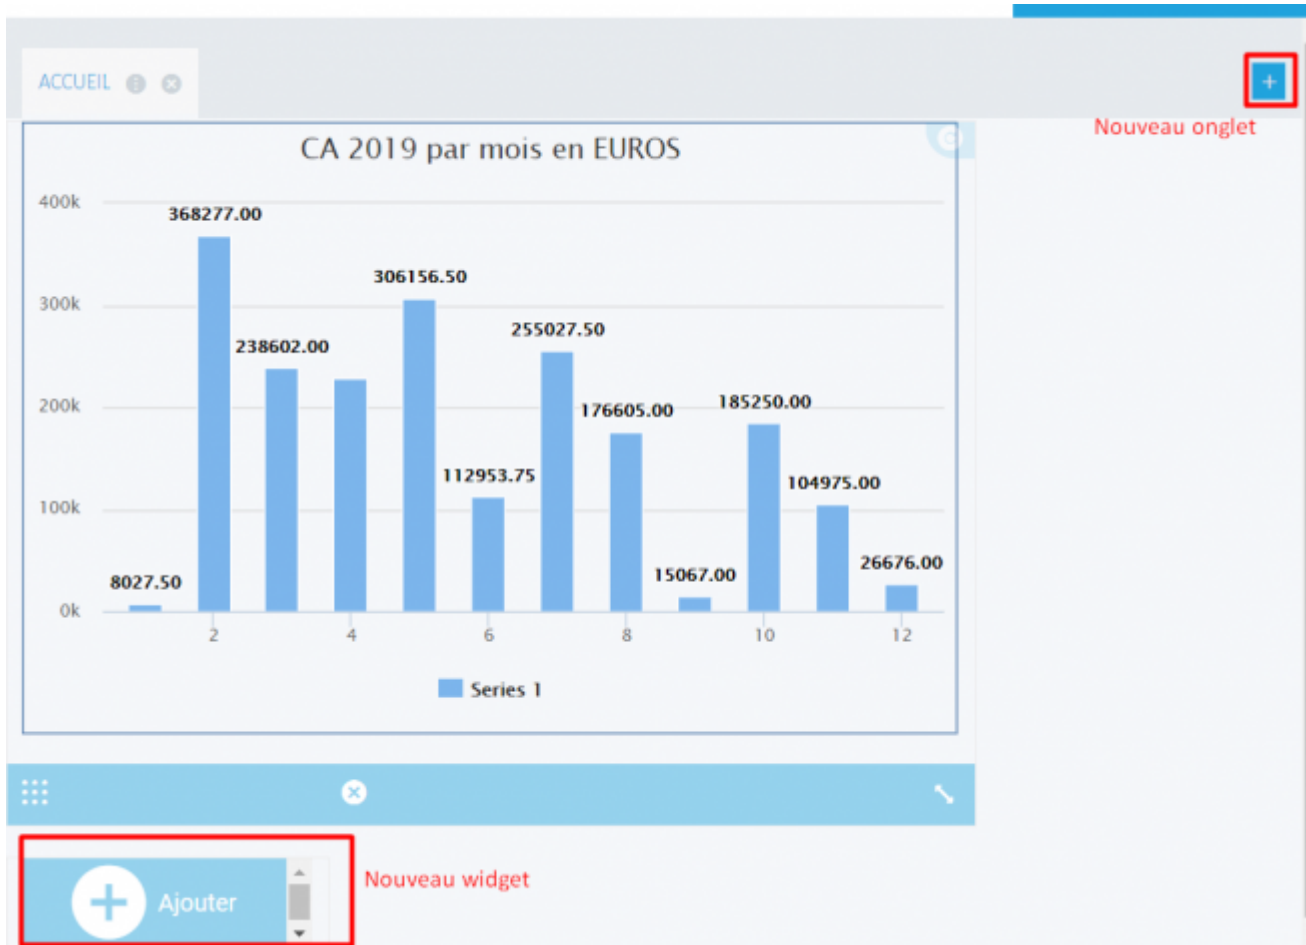 ACCUEIL
+
Nouveau onglet
CA 2019 par mois en EUROS
400k
368277.00
306156.50
300k
255027.50
238602.00
200k
176605.00
185250.00
112953.75
104975.00
100k
8027.50
15067.00
26676.00
0k
2 4 6 8 10 12
Series 1
Nouveau widget
Ajouter